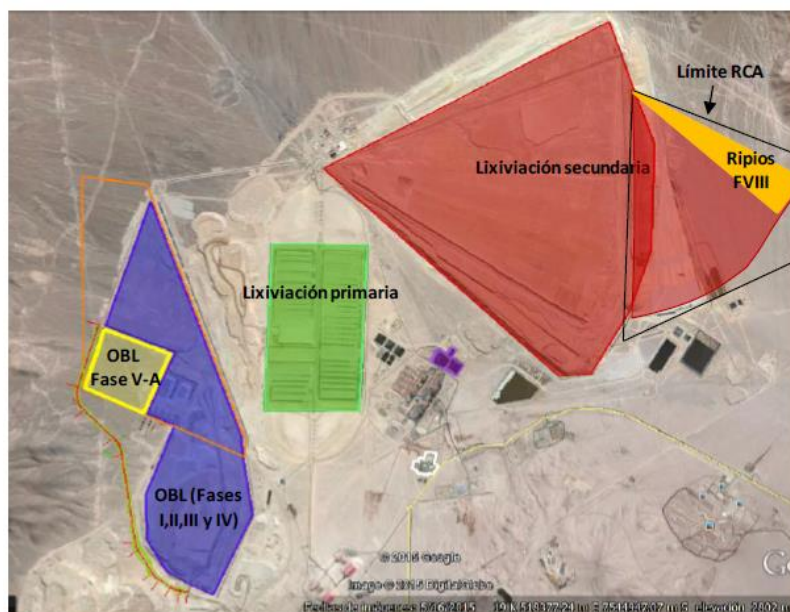 Límite RCA
Lixiviación secundaria
Ripios
FVIII
Lixiviación primaria
OBL
Fase V-A
OBL (Fases
I,II,III y IV)
© 2015 Google
Image © 2015 DigitalGlobe